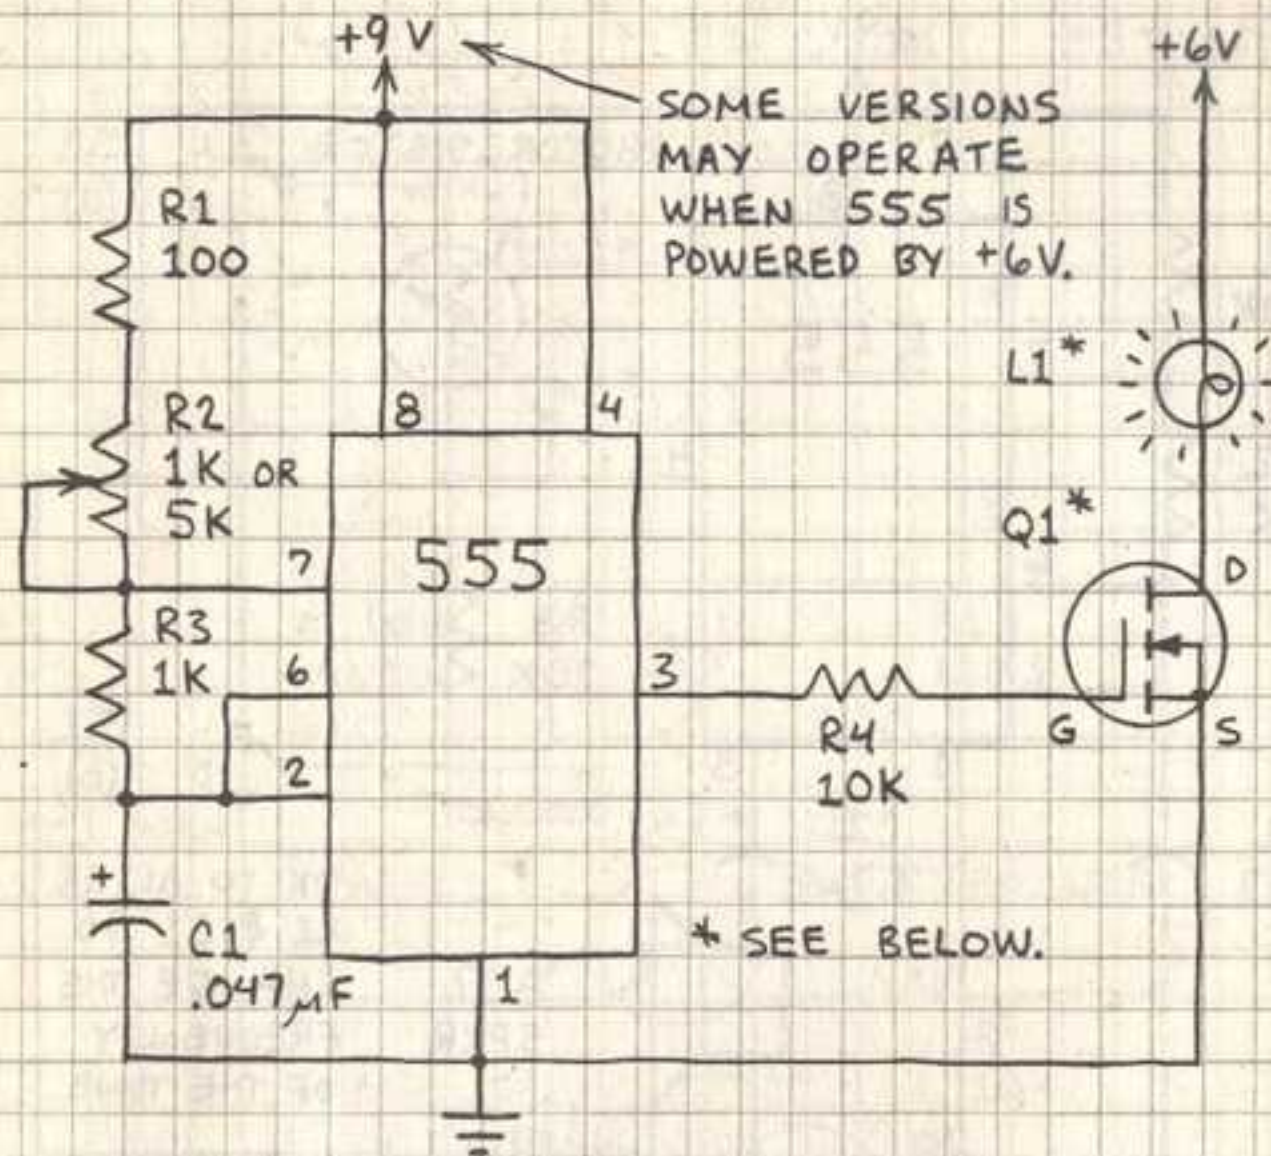 +9 V
+6V
SOME VERSIONS
MAY OPERATE
WHEN 555 IS
POWERED BY +6V.
R1
100
L1*
R2
1K OR
5K
8
4
Q1*
7
555
D
R3
1K
6
3
G
S
R4
10K
2
+
C1
.047µF
* SEE BELOW.
1